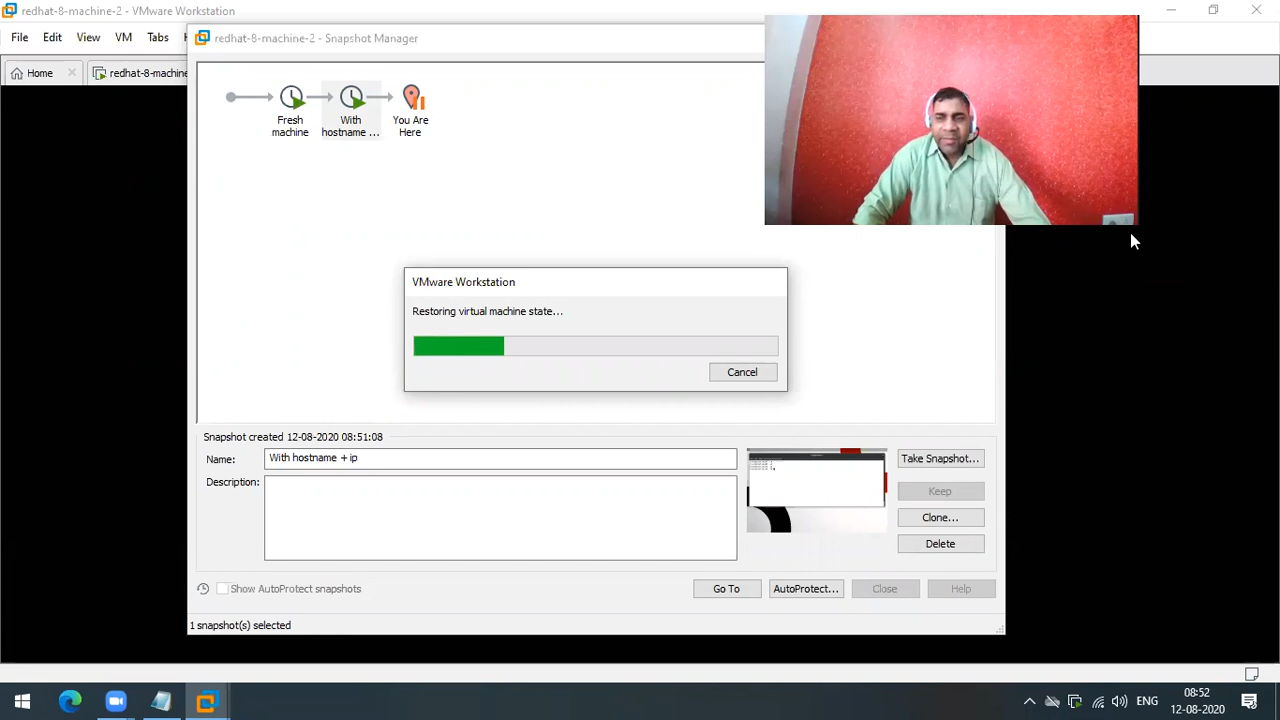 redhat-8-machine-2 - VMware Workstation
File Edit View VM Tabs
redhat-8-machine-2 - Snapshot Manager
Home
redhat-8-machine
Fresh machine
With hostname ...
You Are Here
VMware Workstation
Restoring virtual machine state...
Cancel
Snapshot created 12-08-2020 08:51:08
Name: With hostname + ip
Description:
Take Snapshot...
Keep
Clone...
Delete
Show AutoProtect snapshots
Go To
AutoProtect...
Close
Help
1 snapshot(s) selected
ENG
08:52
12-08-2020